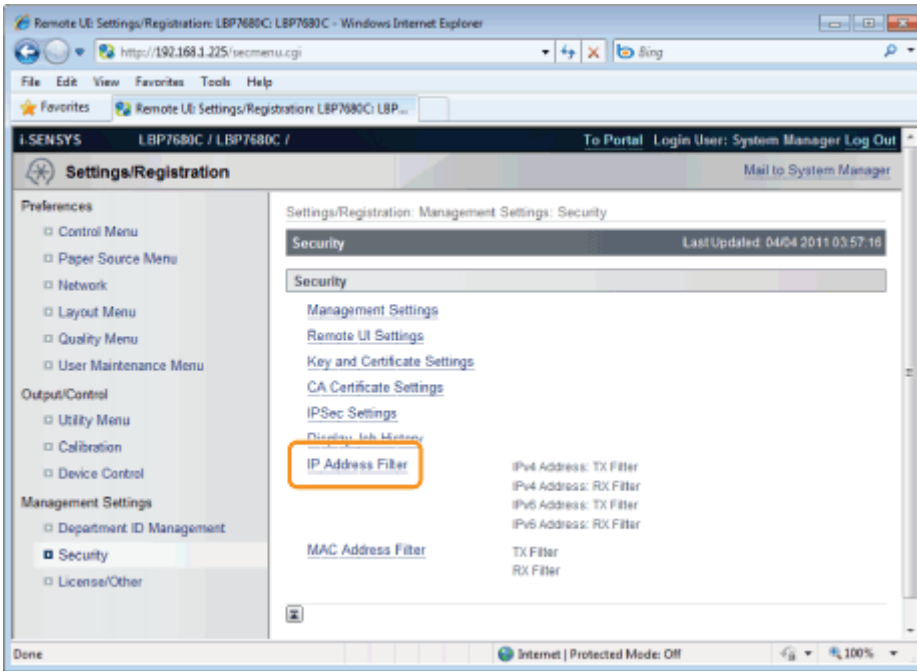 Remote UI: Settings/Registration: LBP7680C: LBP7680C - Windows Internet Explorer
http://192.168.1.225/secmenu.cgi
Bing
File Edit View Favorites Tools Help
Favorites
Remote UI: Settings/Registration: LBP7680C: LBP...
i-SENSYS LBP7680C / LBP7680C /
To Portal Login User: System Manager Log Out
Settings/Registration
Mail to System Manager
Preferences
Control Menu
Paper Source Menu
Network
Layout Menu
Quality Menu
User Maintenance Menu
Output/Control
Utility Menu
Calibration
Device Control
Management Settings
Department ID Management
Security
License/Other
Settings/Registration: Management Settings: Security
Security Last Updated: 04/04 2011 03:57:16
Security
Management Settings
Remote UI Settings
Key and Certificate Settings
CA Certificate Settings
IPSec Settings
Display Job History
IP Address Filter
IPv4 Address: TX Filter
IPv4 Address: RX Filter
IPv6 Address: TX Filter
IPv6 Address: RX Filter
MAC Address Filter
TX Filter
RX Filter
Done
Internet | Protected Mode: Off
100%